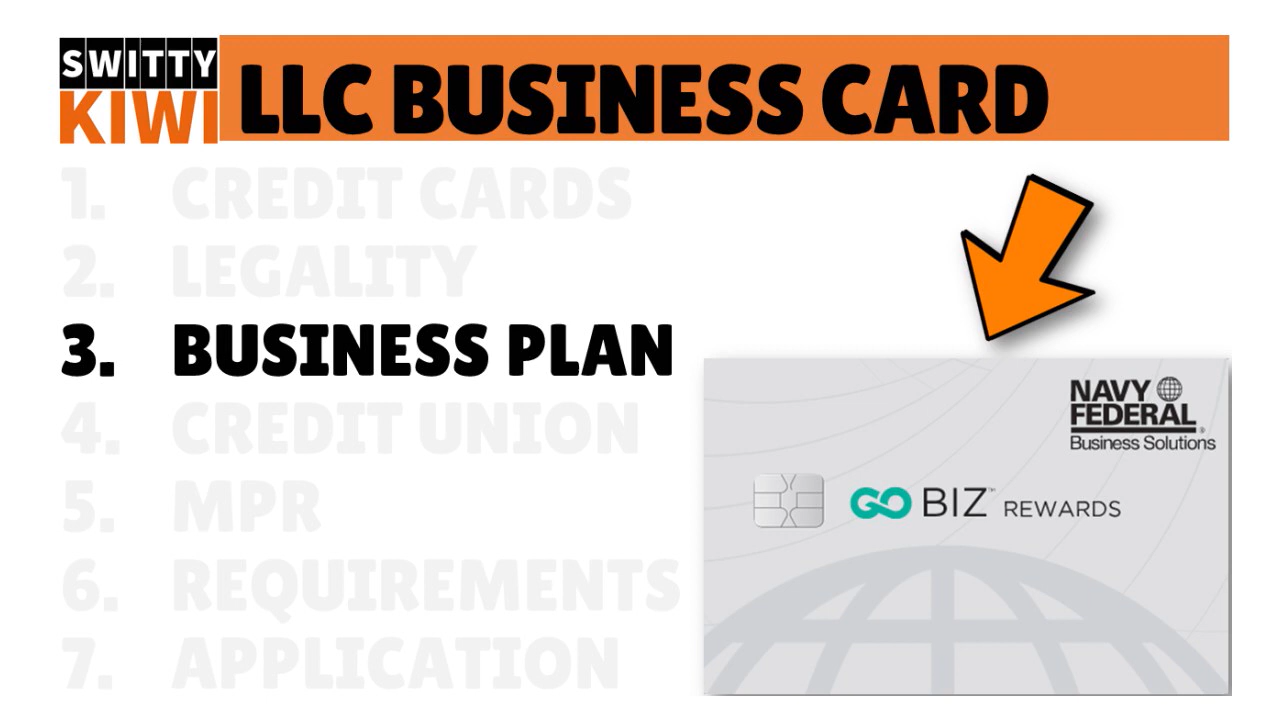 SWITTY
KIWI
LLC BUSINESS CARD
1. CREDIT CARDS
2. LEGALITY
3. BUSINESS PLAN
4. CREDIT UNION
5. MPR
6. REQUIREMENTS
7. APPLICATION
NAVY
FEDERAL®
Business Solutions
GO BIZ™ REWARDS